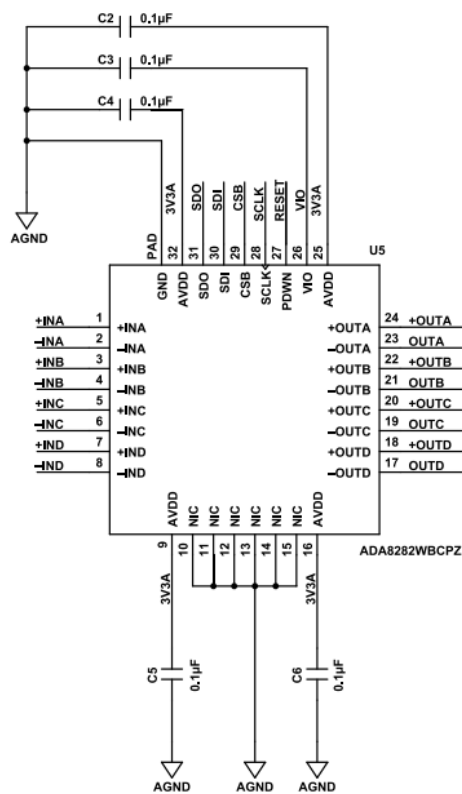 C2 0.1µF
C3 0.1µF
C4 0.1µF
AGND
3V3A SDO SDI CSB SCLK RESET VIO 3V3A
PAD 32 31 30 29 28 27 26 25
U5
GND AVDD SDO SDI CSB SCLK PDWN VIO AVDD
+INA 1 +INA +OUTA 24 +OUTA
–INA 2 –INA –OUTA 23 OUTA
+INB 3 +INB +OUTB 22 +OUTB
–INB 4 –INB –OUTB 21 OUTB
+INC 5 +INC +OUTC 20 +OUTC
–INC 6 –INC –OUTC 19 OUTC
+IND 7 +IND +OUTD 18 +OUTD
–IND 8 –IND –OUTD 17 OUTD
AVDD NIC NIC NIC NIC NIC NIC AVDD
9 10 11 12 13 14 15 16
ADA8282WBCPZ
3V3A 3V3A
C5 0.1µF C6 0.1µF
AGND AGND AGND